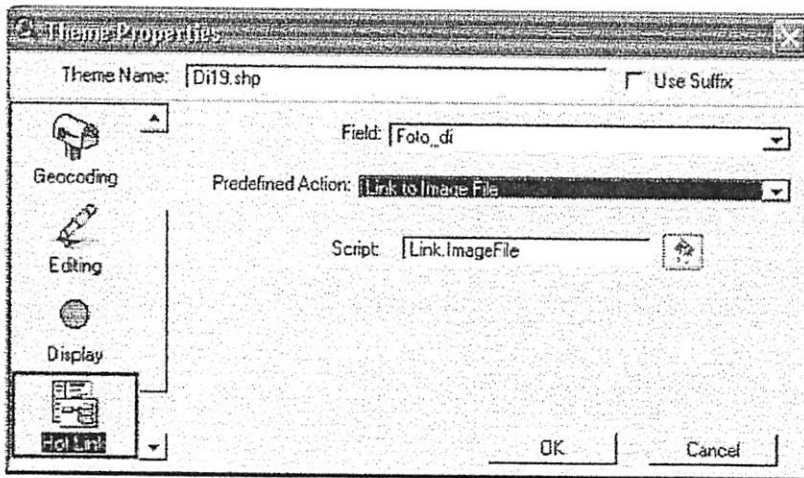 Theme Properties
Theme Name: Di19.shp Use Suffix
Geocoding
Editing
Display
Hot Link
Field: Foto_di
Predefined Action: Link to Image File
Script: Link.ImageFile
OK Cancel